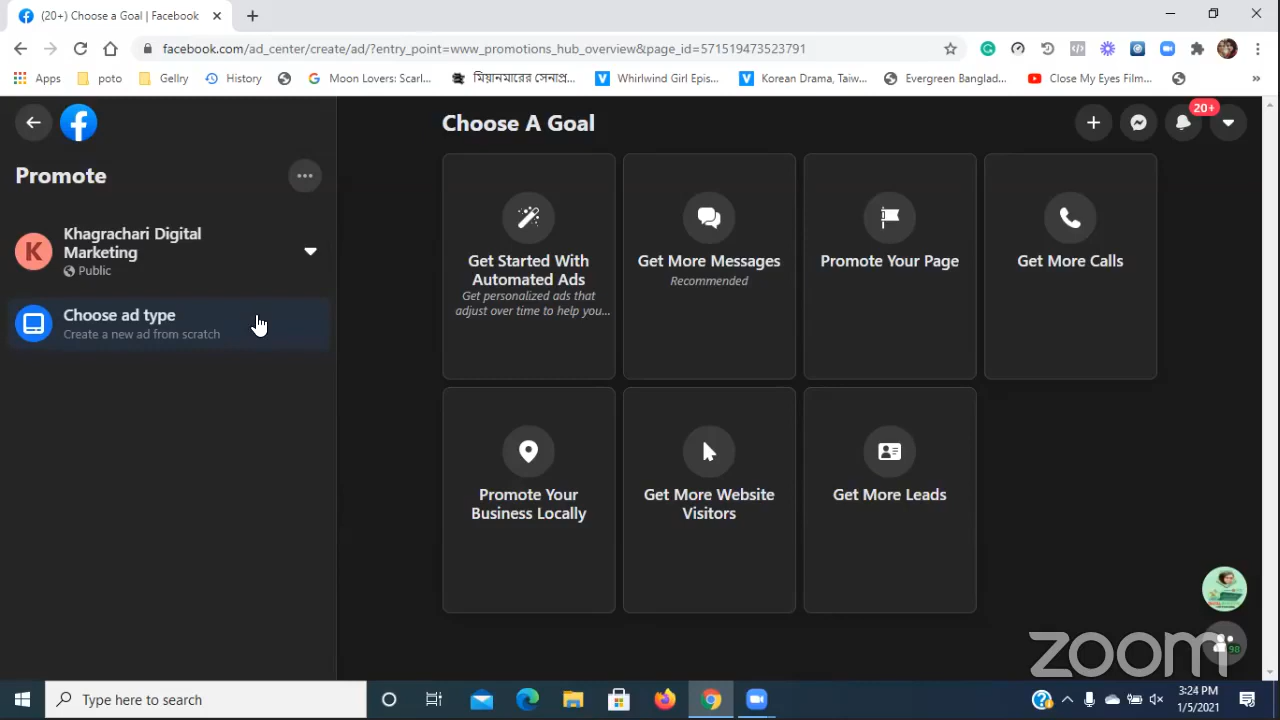 (20+) Choose a Goal | Facebook
facebook.com/ad_center/create/ad/?entry_point=www_promotions_hub_overview&page_id=571519473523791
Apps
poto
Gellry
History
Moon Lovers: Scarl...
মিয়ানমারের সেনাপ্র...
Whirlwind Girl Epis...
Korean Drama, Taiw...
Evergreen Banglad...
Close My Eyes Film...
»
Choose A Goal
20+
Promote
K
Khagrachari Digital
Marketing
Public
Choose ad type
Create a new ad from scratch
Get Started With
Automated Ads
Get personalized ads that
adjust over time to help you...
Get More Messages
Recommended
Promote Your Page
Get More Calls
Promote Your
Business Locally
Get More Website
Visitors
Get More Leads
98
zoom
Type here to search
3:24 PM
1/5/2021